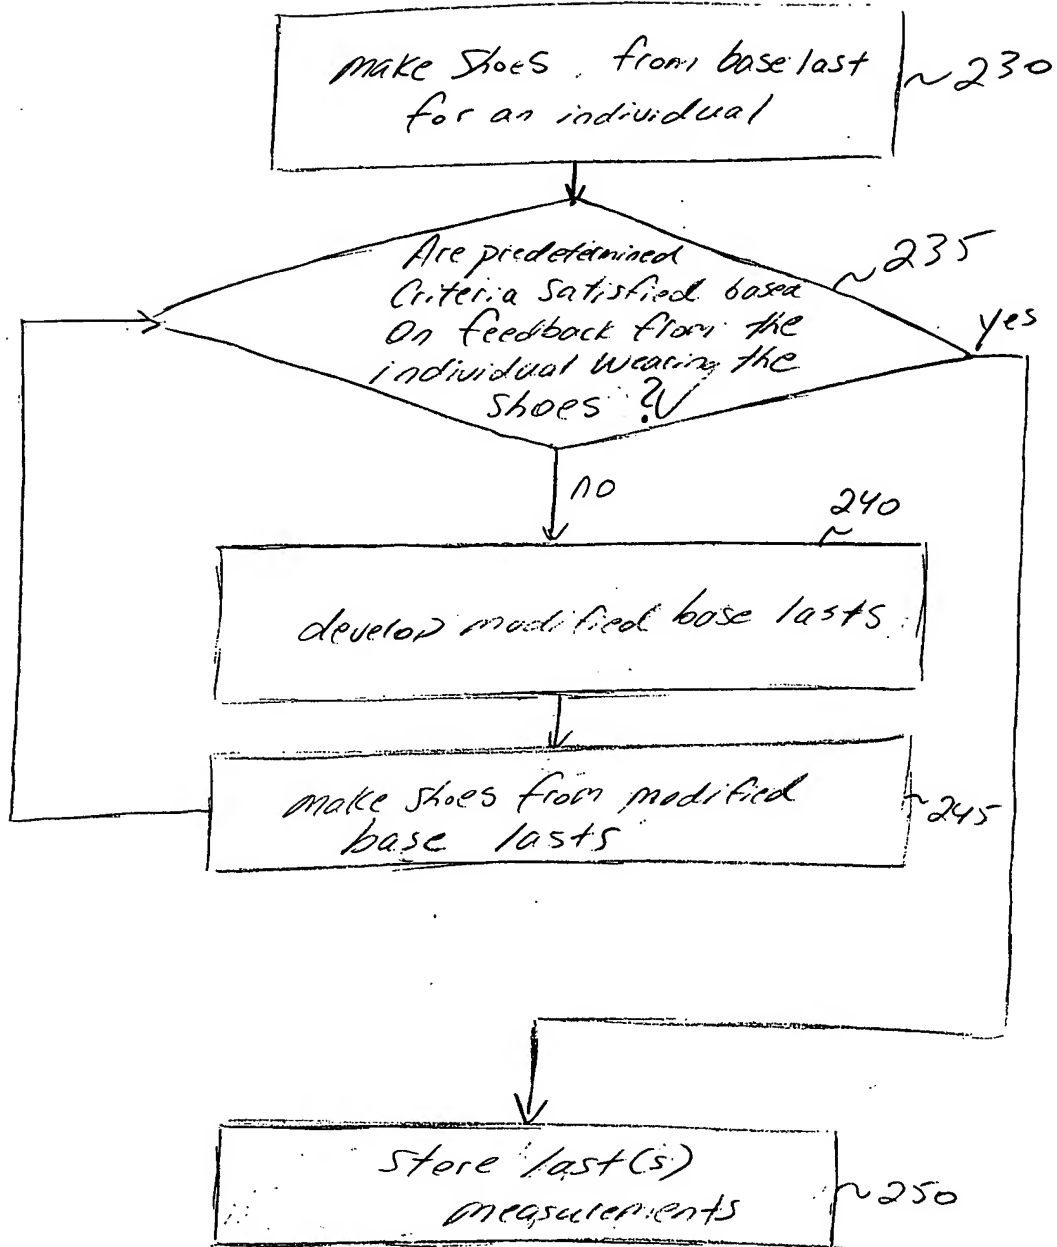 make shoes from base last
for an individual
~230
Are predetermined
Criteria satisfied based
On feedback from the
individual wearing the
shoes ?
~235
yes
no
240
develop modified base lasts
make shoes from modified
base lasts
~245
store last(s)
measurements
~250